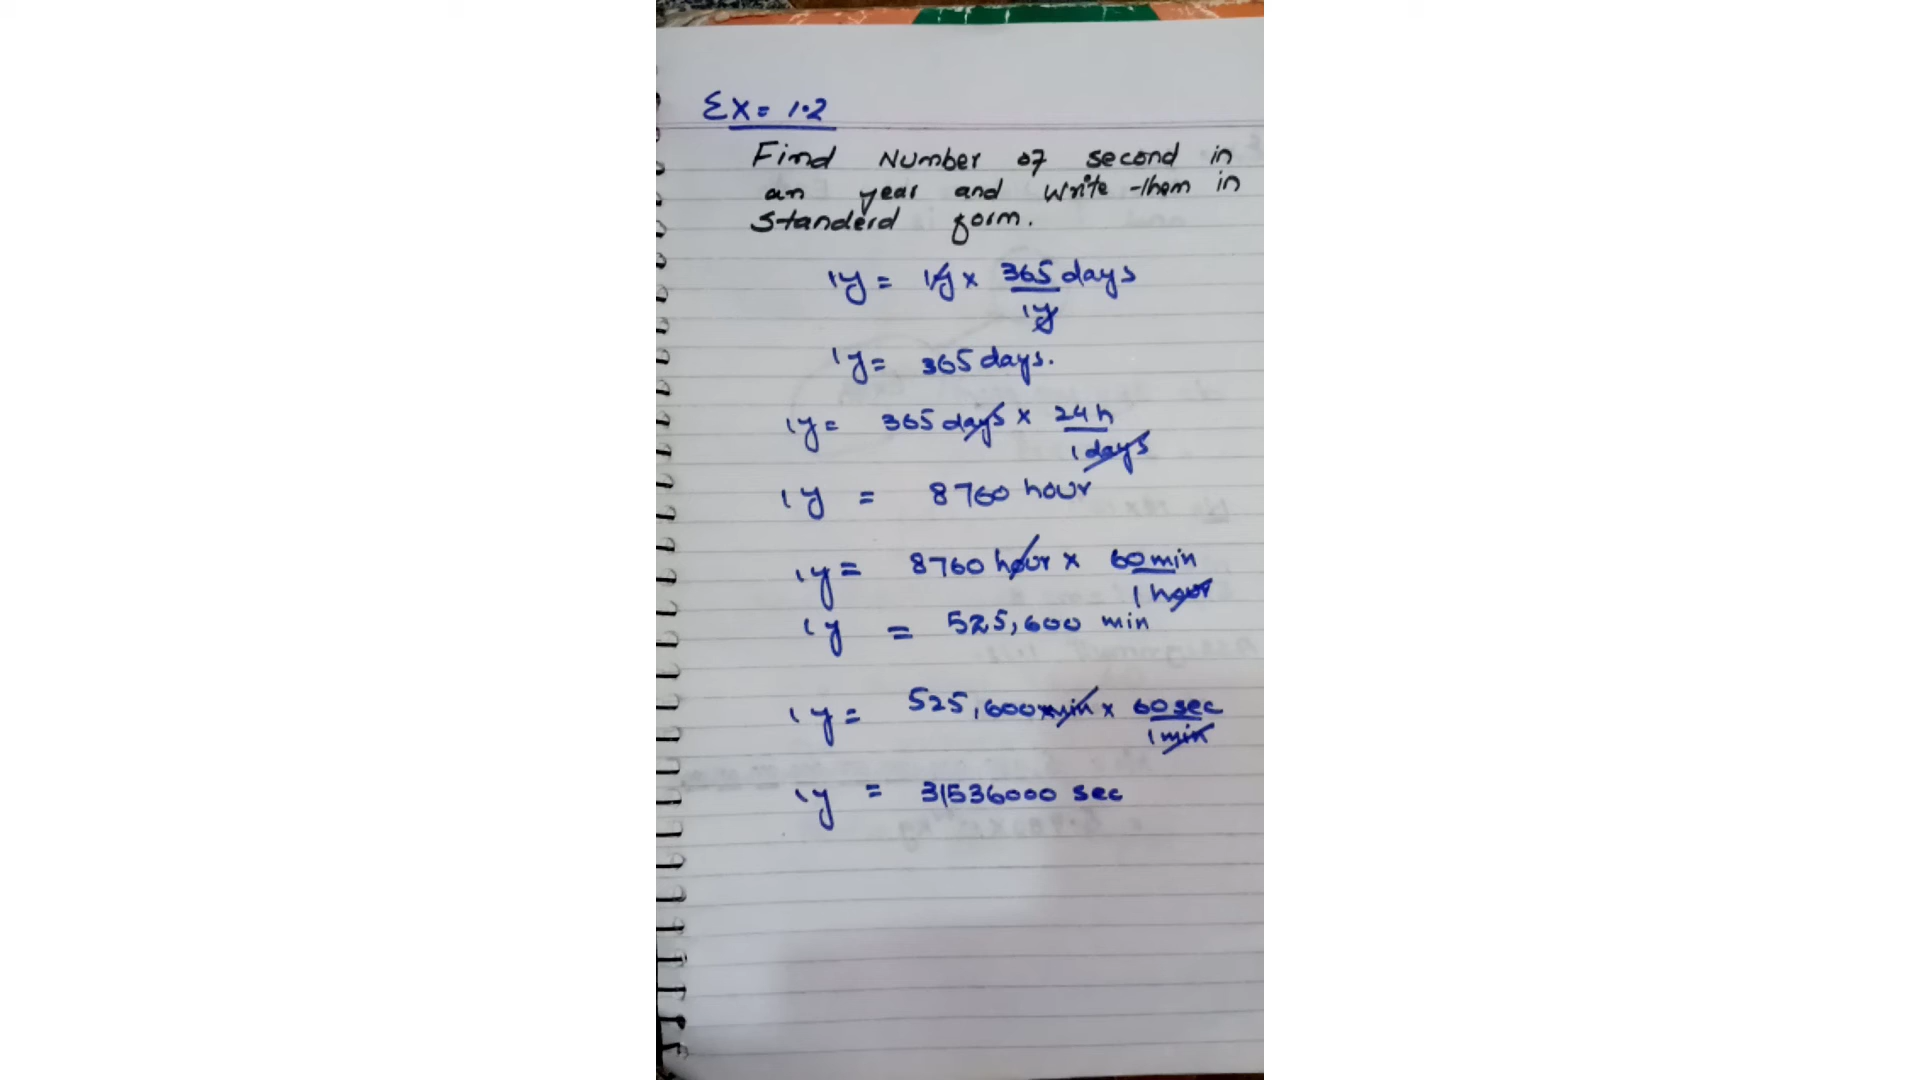 Ex = 1.2
Find Number of second in
an year and write them in
standerd form.
1y = 1y x 365 days
1y
1y = 365 days.
1y = 365 days x 24 h
1 days
1y = 8760 hour
1y = 8760 hour x 60 min
1 hour
1y = 525,600 min
1y = 525,600 min x 60 sec
1 min
1y = 31536000 sec